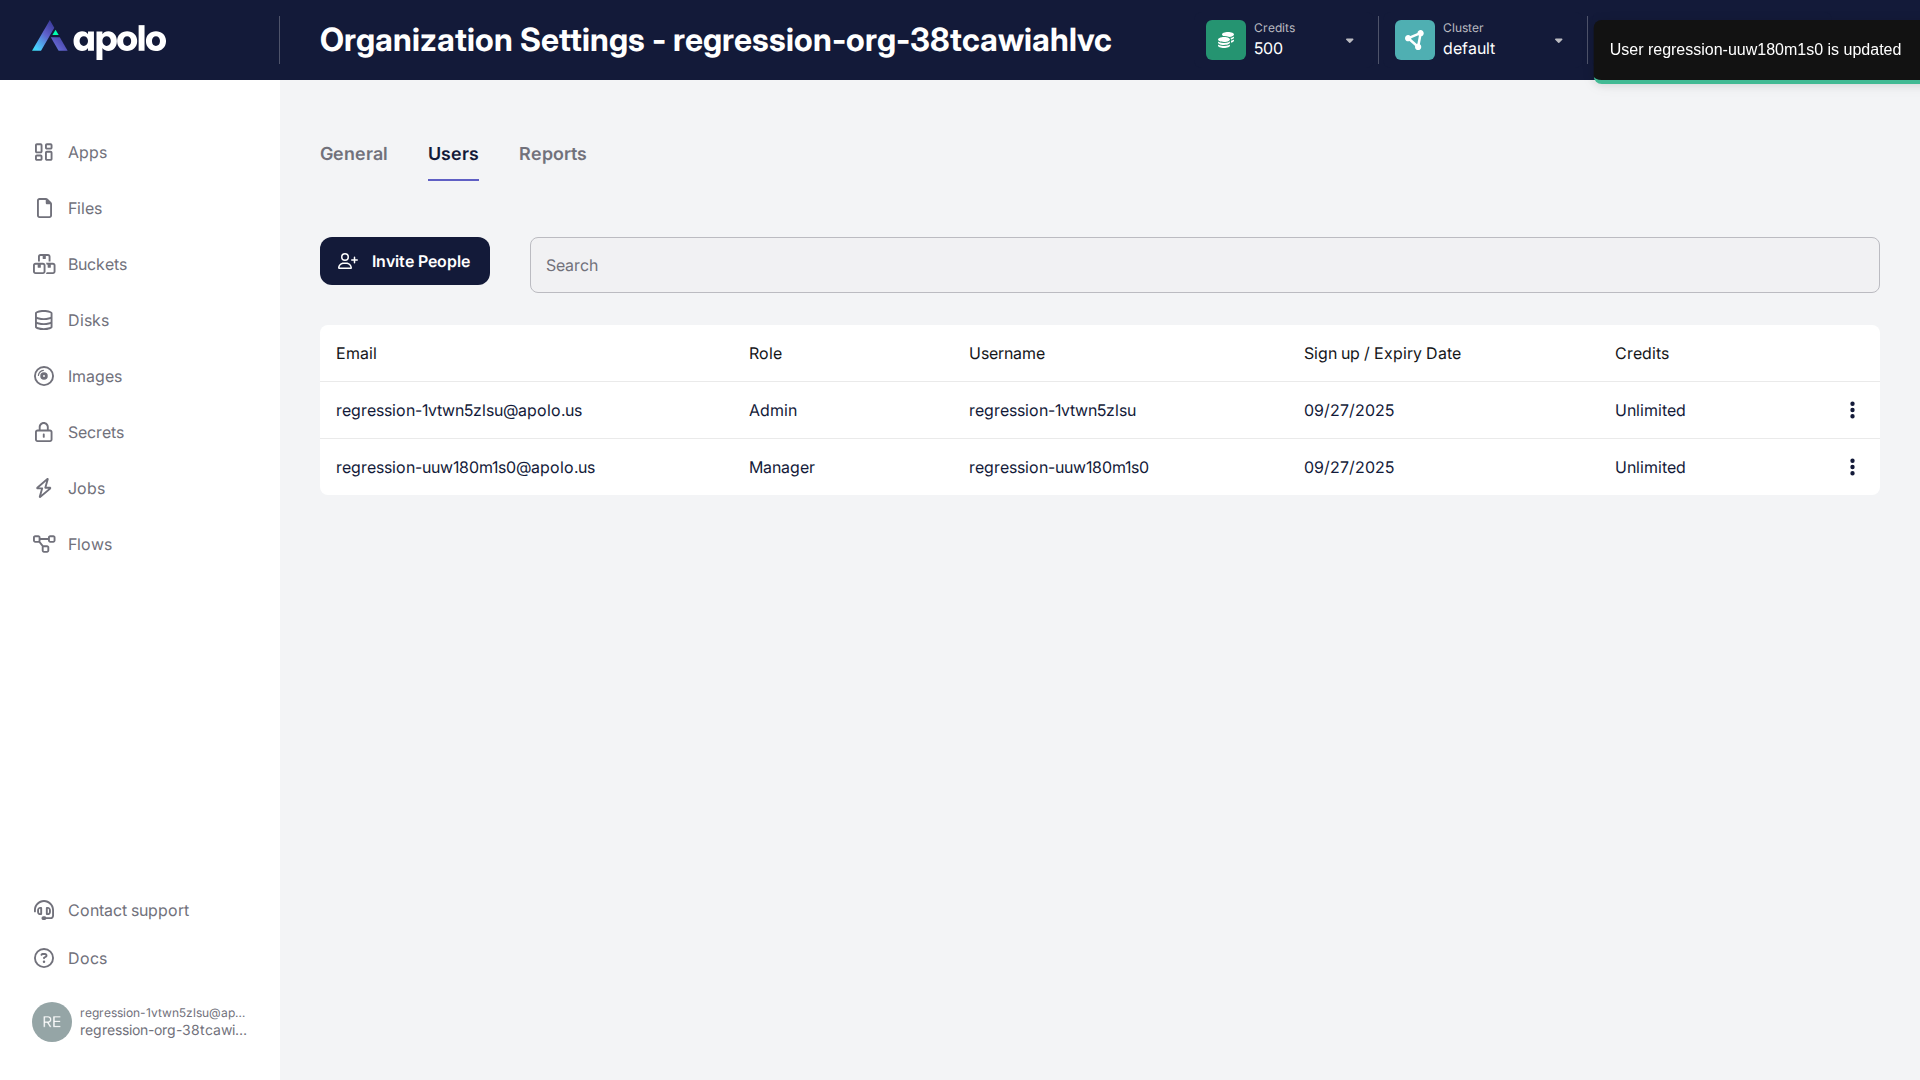 apolo
Organization Settings - regression-org-38tcawiahlvc
Credits
500
Cluster
default
User regression-uuw180m1s0 is updated
Apps
Files
Buckets
Disks
Images
Secrets
Jobs
Flows
General Users Reports
Invite People
Search
Email Role Username Sign up / Expiry Date Credits
regression-1vtwn5zlsu@apolo.us Admin regression-1vtwn5zlsu 09/27/2025 Unlimited
regression-uuw180m1s0@apolo.us Manager regression-uuw180m1s0 09/27/2025 Unlimited
Contact support
Docs
RE
regression-1vtwn5zlsu@ap...
regression-org-38tcawi...